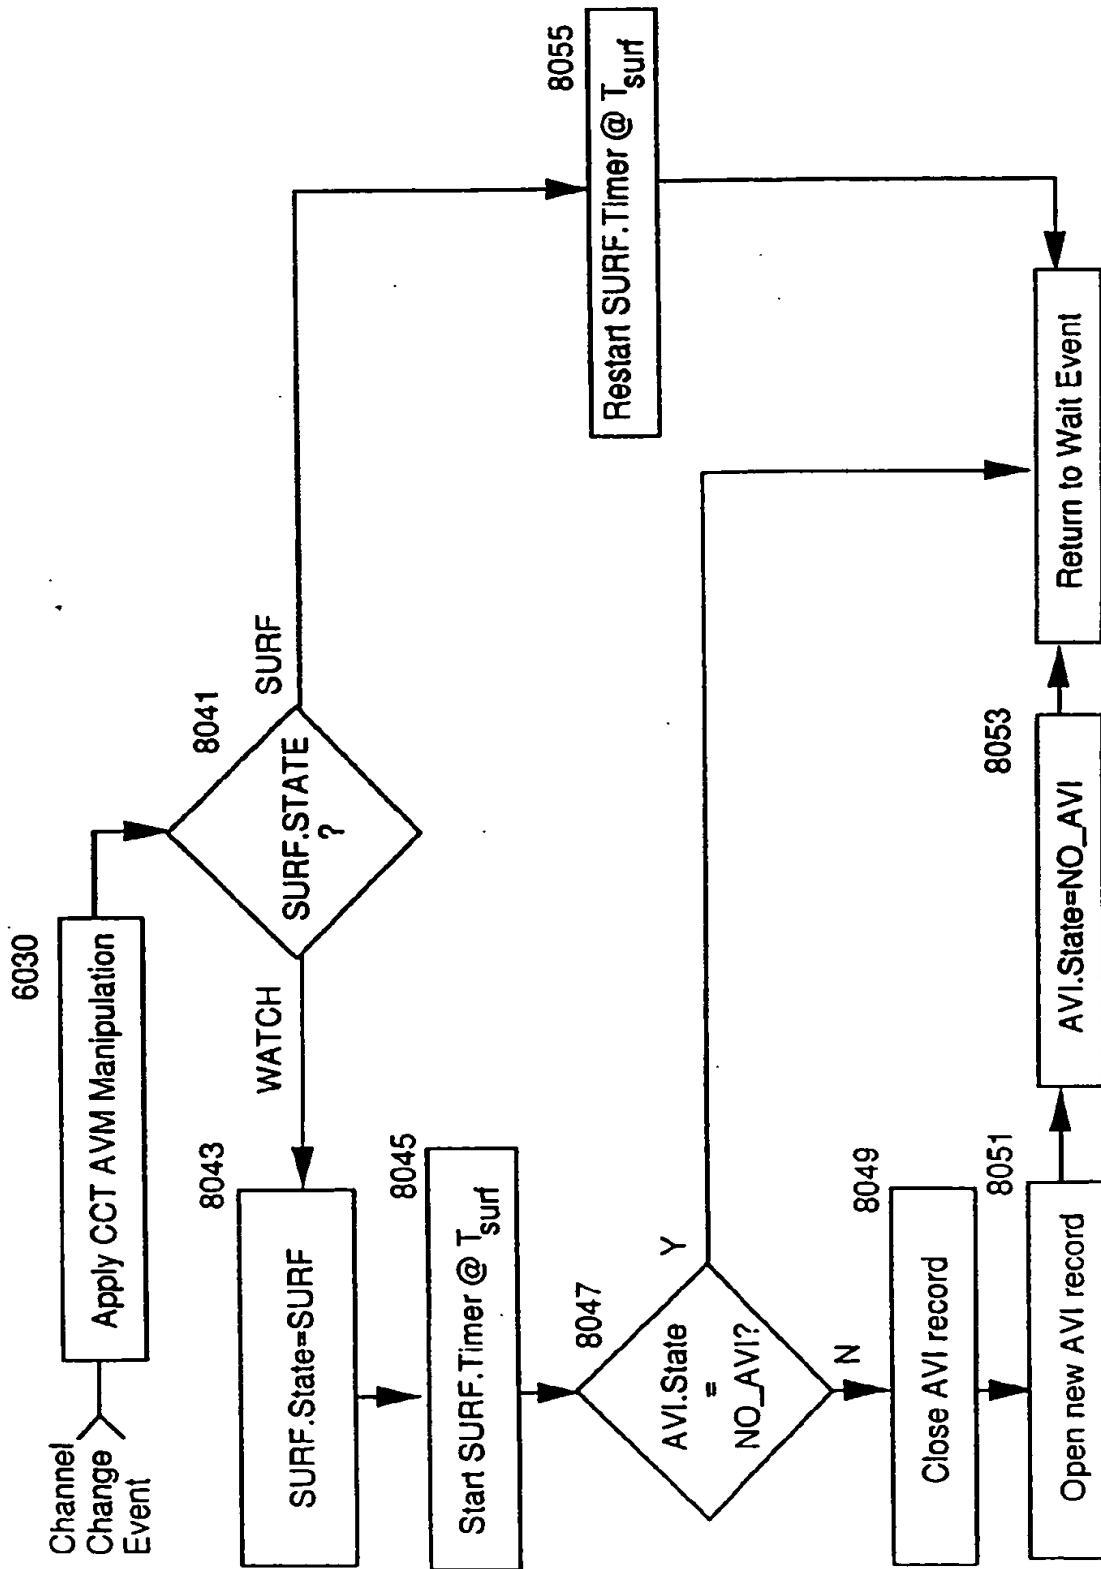 Channel
Change
Event
6030
Apply CCT AVM Manipulation
8041
SURF.STATE
?
SURF
WATCH
8043
SURF.State=SURF
8045
Start SURF.Timer @ Tsurf
8047
AVI.State
=
NO_AVI?
Y
N
8049
Close AVI record
8051
Open new AVI record
8053
AVI.State=NO_AVI
8055
Restart SURF.Timer @ Tsurf
Return to Wait Event